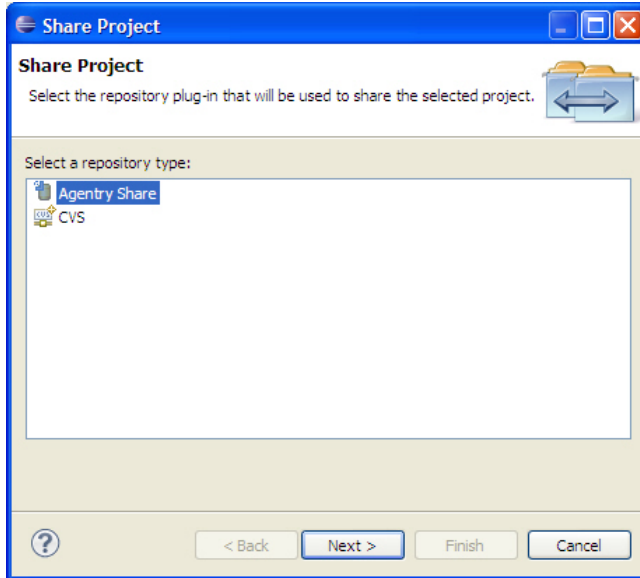 Share Project
Share Project
Select the repository plug-in that will be used to share the selected project.
Select a repository type:
Agentry Share
CVS
< Back Next > Finish Cancel